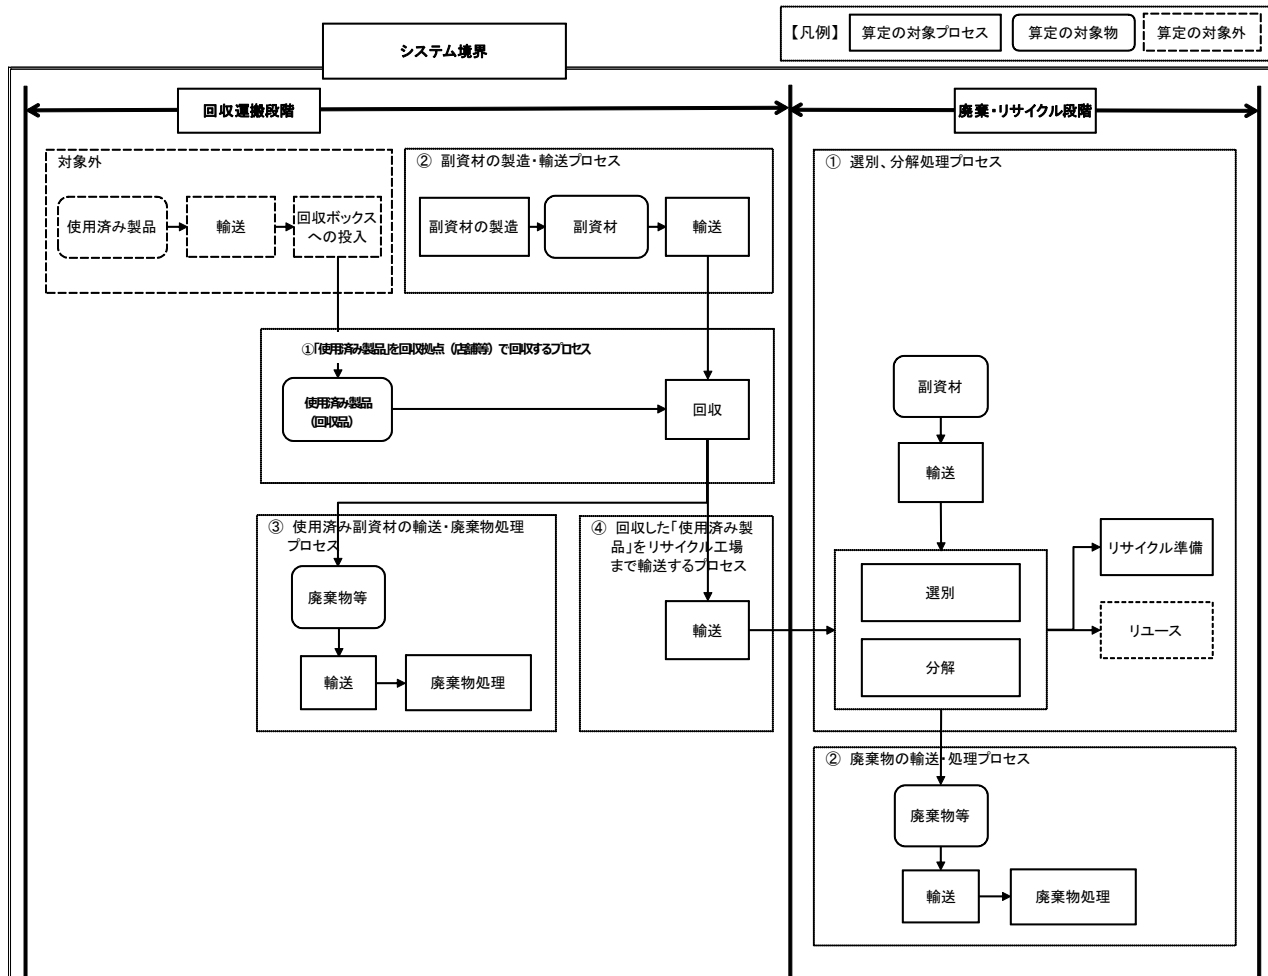 システム境界
【凡例】
算定の対象プロセス
算定の対象物
算定の対象外
回収運搬段階
廃棄・リサイクル段階
対象外
使用済み製品
輸送
回収ボックス
への投入
② 副資材の製造・輸送プロセス
副資材の製造
副資材
輸送
①「使用済み製品」を回収拠点（店舗等）で回収するプロセス
使用済み製品
（回収品）
回収
③ 使用済み副資材の輸送・廃棄物処理
プロセス
廃棄物等
輸送
廃棄物処理
④ 回収した「使用済み製
品」をリサイクル工場
まで輸送するプロセス
輸送
① 選別、分解処理プロセス
副資材
輸送
選別
分解
リサイクル準備
リユース
② 廃棄物の輸送・処理プロセス
廃棄物等
輸送
廃棄物処理